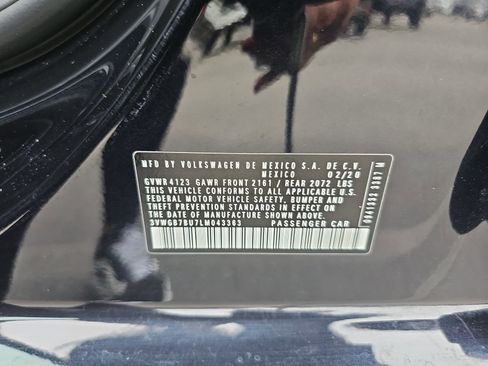 MFD BY VOLKSWAGEN DE MEXICO S.A. DE C.V.
MEXICO 02/20
GVWR 4123 GAWR FRONT 2161 / REAR 2072 LBS
THIS VEHICLE CONFORMS TO ALL APPLICABLE U.S.
FEDERAL MOTOR VEHICLE SAFETY, BUMPER AND
THEFT PREVENTION STANDARDS IN EFFECT ON THE DATE
OF MANUFACTURE SHOWN ABOVE.
3VWGB7BU7LM043363 PASSENGER CAR